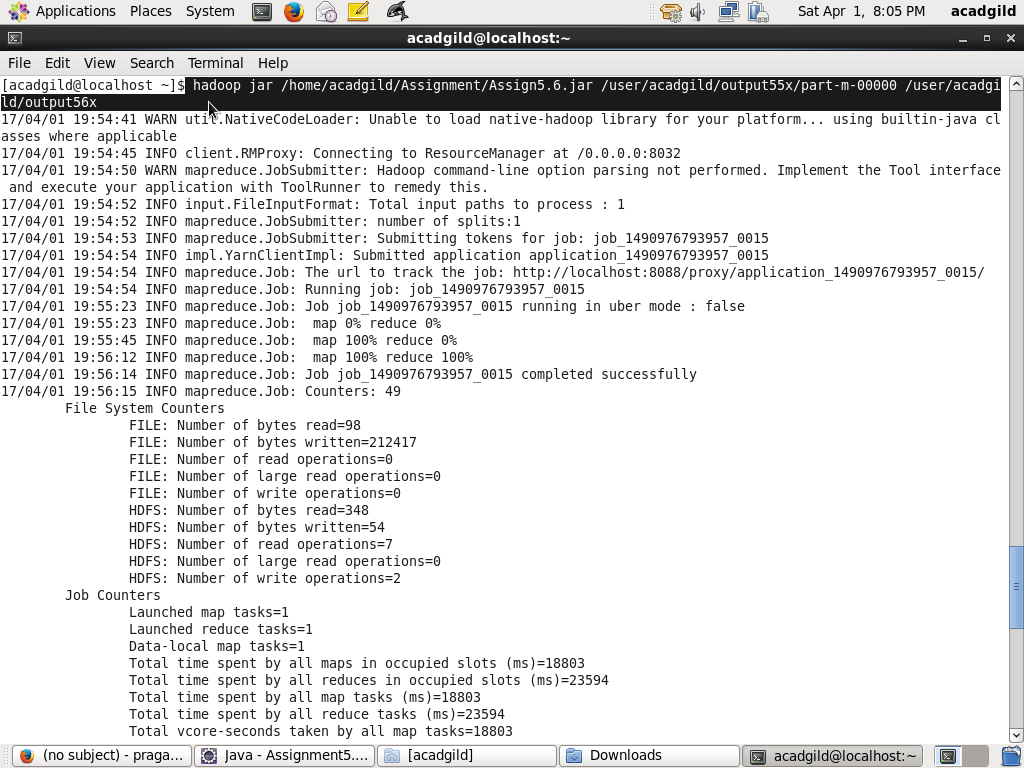 Applications Places System Sat Apr 1, 8:05 PM acadgild
acadgild@localhost:~
File Edit View Search Terminal Help
[acadgild@localhost ~]$ hadoop jar /home/acadgild/Assignment/Assign5.6.jar /user/acadgild/output55x/part-m-00000 /user/acadgi
ld/output56x
17/04/01 19:54:41 WARN util.NativeCodeLoader: Unable to load native-hadoop library for your platform... using builtin-java cl
asses where applicable
17/04/01 19:54:45 INFO client.RMProxy: Connecting to ResourceManager at /0.0.0.0:8032
17/04/01 19:54:50 WARN mapreduce.JobSubmitter: Hadoop command-line option parsing not performed. Implement the Tool interface
 and execute your application with ToolRunner to remedy this.
17/04/01 19:54:52 INFO input.FileInputFormat: Total input paths to process : 1
17/04/01 19:54:52 INFO mapreduce.JobSubmitter: number of splits:1
17/04/01 19:54:53 INFO mapreduce.JobSubmitter: Submitting tokens for job: job_1490976793957_0015
17/04/01 19:54:54 INFO impl.YarnClientImpl: Submitted application application_1490976793957_0015
17/04/01 19:54:54 INFO mapreduce.Job: The url to track the job: http://localhost:8088/proxy/application_1490976793957_0015/
17/04/01 19:54:54 INFO mapreduce.Job: Running job: job_1490976793957_0015
17/04/01 19:55:23 INFO mapreduce.Job: Job job_1490976793957_0015 running in uber mode : false
17/04/01 19:55:23 INFO mapreduce.Job:  map 0% reduce 0%
17/04/01 19:55:45 INFO mapreduce.Job:  map 100% reduce 0%
17/04/01 19:56:12 INFO mapreduce.Job:  map 100% reduce 100%
17/04/01 19:56:14 INFO mapreduce.Job: Job job_1490976793957_0015 completed successfully
17/04/01 19:56:15 INFO mapreduce.Job: Counters: 49
File System Counters
FILE: Number of bytes read=98
FILE: Number of bytes written=212417
FILE: Number of read operations=0
FILE: Number of large read operations=0
FILE: Number of write operations=0
HDFS: Number of bytes read=348
HDFS: Number of bytes written=54
HDFS: Number of read operations=7
HDFS: Number of large read operations=0
HDFS: Number of write operations=2
Job Counters
Launched map tasks=1
Launched reduce tasks=1
Data-local map tasks=1
Total time spent by all maps in occupied slots (ms)=18803
Total time spent by all reduces in occupied slots (ms)=23594
Total time spent by all map tasks (ms)=18803
Total time spent by all reduce tasks (ms)=23594
Total vcore-seconds taken by all map tasks=18803
(no subject) - praga... Java - Assignment5.... [acadgild] Downloads acadgild@localhost:~